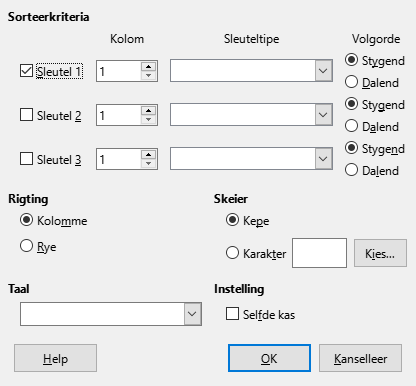 Sorteerkriteria
Kolom Sleuteltipe Volgorde
Sleutel 1 1 Stygend
Dalend
Sleutel 2 1 Stygend
Dalend
Sleutel 3 1 Stygend
Dalend
Rigting Skeier
Kolomme Kepe
Rye Karakter Kies...
Taal Instelling
Selfde kas
Help OK Kanselleer